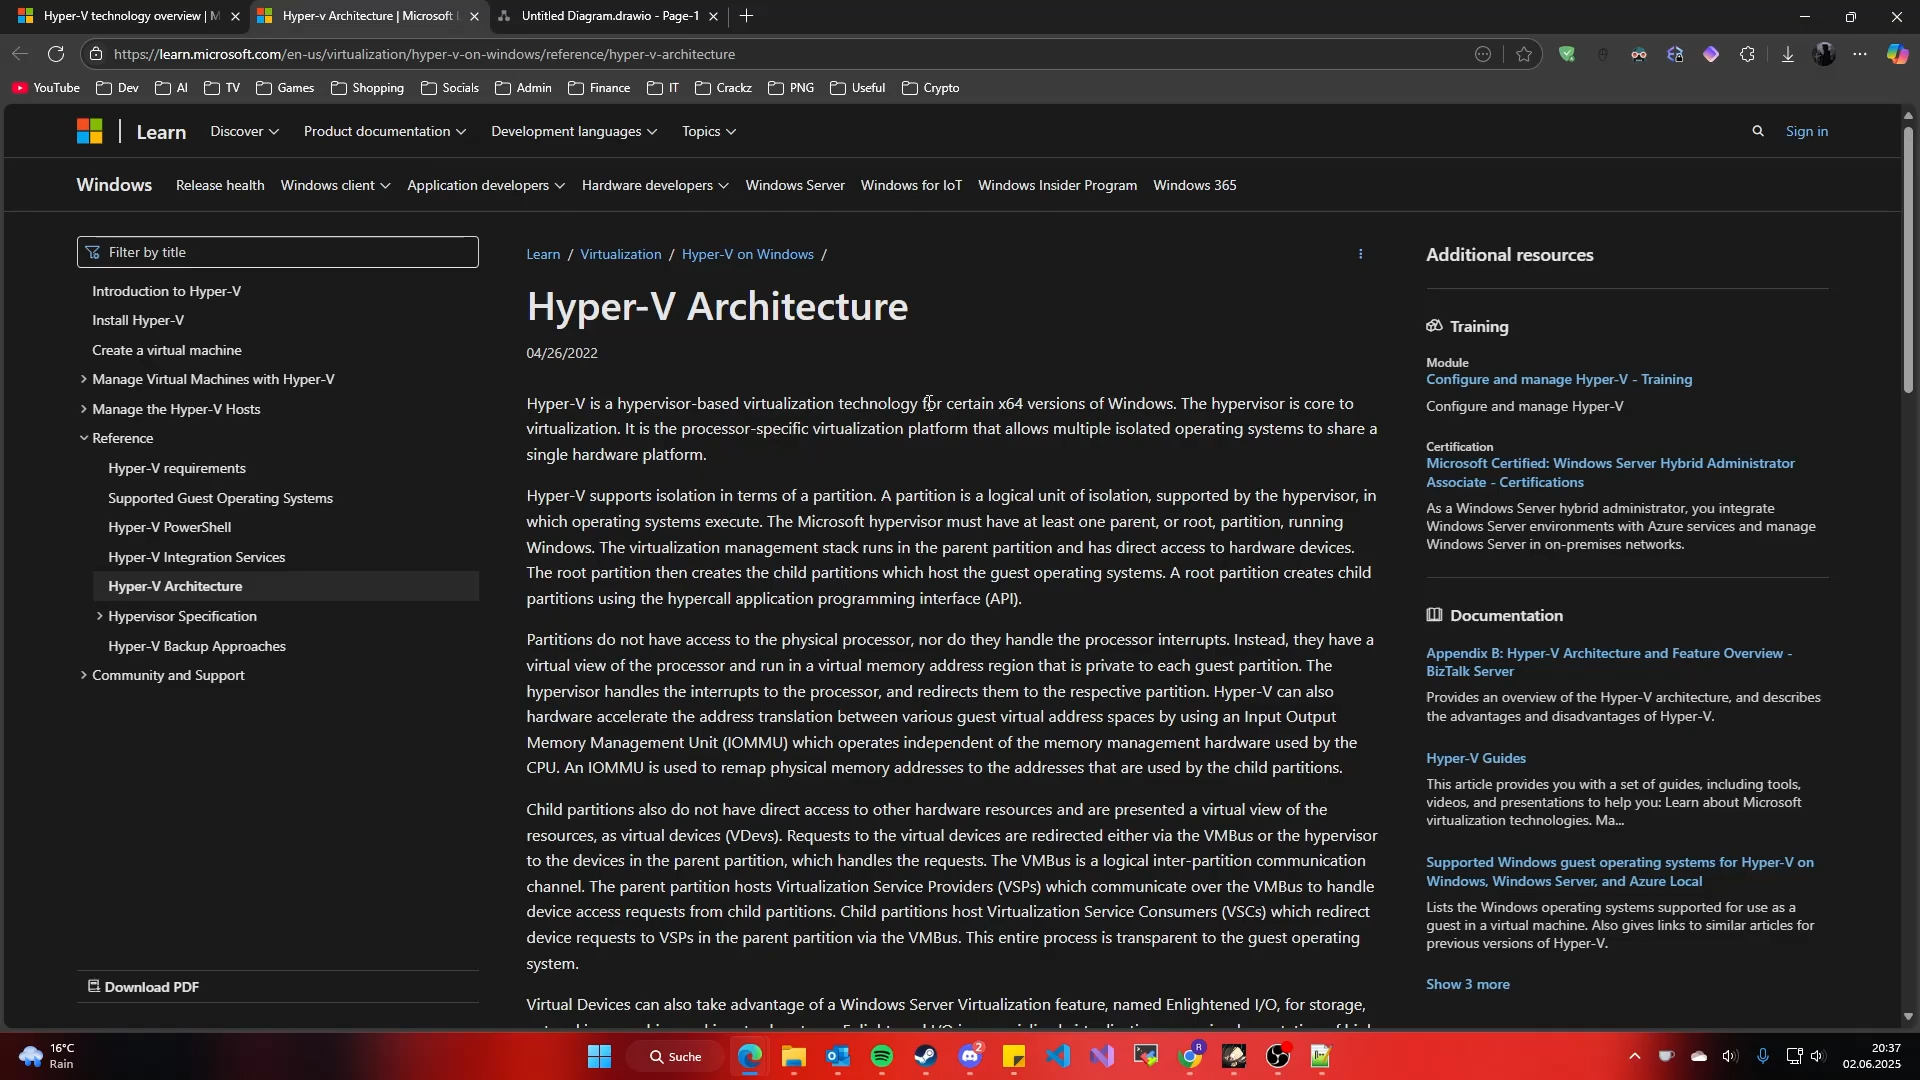 Hyper-V technology overview | M
Hyper-v Architecture | Microsoft L
Untitled Diagram.drawio - Page-1
https://learn.microsoft.com/en-us/virtualization/hyper-v-on-windows/reference/hyper-v-architecture
YouTube
Dev
AI
TV
Games
Shopping
Socials
Admin
Finance
IT
Crackz
PNG
Useful
Crypto
Learn
Discover
Product documentation
Development languages
Topics
Sign in
Windows
Release health
Windows client
Application developers
Hardware developers
Windows Server
Windows for IoT
Windows Insider Program
Windows 365
Filter by title
Introduction to Hyper-V
Install Hyper-V
Create a virtual machine
Manage Virtual Machines with Hyper-V
Manage the Hyper-V Hosts
Reference
Hyper-V requirements
Supported Guest Operating Systems
Hyper-V PowerShell
Hyper-V Integration Services
Hyper-V Architecture
Hypervisor Specification
Hyper-V Backup Approaches
Community and Support
Download PDF
Learn / Virtualization / Hyper-V on Windows /
Hyper-V Architecture
04/26/2022
Hyper-V is a hypervisor-based virtualization technology for certain x64 versions of Windows. The hypervisor is core to
virtualization. It is the processor-specific virtualization platform that allows multiple isolated operating systems to share a
single hardware platform.
Hyper-V supports isolation in terms of a partition. A partition is a logical unit of isolation, supported by the hypervisor, in
which operating systems execute. The Microsoft hypervisor must have at least one parent, or root, partition, running
Windows. The virtualization management stack runs in the parent partition and has direct access to hardware devices.
The root partition then creates the child partitions which host the guest operating systems. A root partition creates child
partitions using the hypercall application programming interface (API).
Partitions do not have access to the physical processor, nor do they handle the processor interrupts. Instead, they have a
virtual view of the processor and run in a virtual memory address region that is private to each guest partition. The
hypervisor handles the interrupts to the processor, and redirects them to the respective partition. Hyper-V can also
hardware accelerate the address translation between various guest virtual address spaces by using an Input Output
Memory Management Unit (IOMMU) which operates independent of the memory management hardware used by the
CPU. An IOMMU is used to remap physical memory addresses to the addresses that are used by the child partitions.
Child partitions also do not have direct access to other hardware resources and are presented a virtual view of the
resources, as virtual devices (VDevs). Requests to the virtual devices are redirected either via the VMBus or the hypervisor
to the devices in the parent partition, which handles the requests. The VMBus is a logical inter-partition communication
channel. The parent partition hosts Virtualization Service Providers (VSPs) which communicate over the VMBus to handle
device access requests from child partitions. Child partitions host Virtualization Service Consumers (VSCs) which redirect
device requests to VSPs in the parent partition via the VMBus. This entire process is transparent to the guest operating
system.
Virtual Devices can also take advantage of a Windows Server Virtualization feature, named Enlightened I/O, for storage,
Additional resources
Training
Module
Configure and manage Hyper-V - Training
Configure and manage Hyper-V
Certification
Microsoft Certified: Windows Server Hybrid Administrator
Associate - Certifications
As a Windows Server hybrid administrator, you integrate
Windows Server environments with Azure services and manage
Windows Server in on-premises networks.
Documentation
Appendix B: Hyper-V Architecture and Feature Overview -
BizTalk Server
Provides an overview of the Hyper-V architecture, and describes
the advantages and disadvantages of Hyper-V.
Hyper-V Guides
This article provides you with a set of guides, including tools,
videos, and presentations to help you: Learn about Microsoft
virtualization technologies. Ma...
Supported Windows guest operating systems for Hyper-V on
Windows, Windows Server, and Azure Local
Lists the Windows operating systems supported for use as a
guest in a virtual machine. Also gives links to similar articles for
previous versions of Hyper-V.
Show 3 more
16°C
Rain
Suche
2
R
20:37
02.06.2025